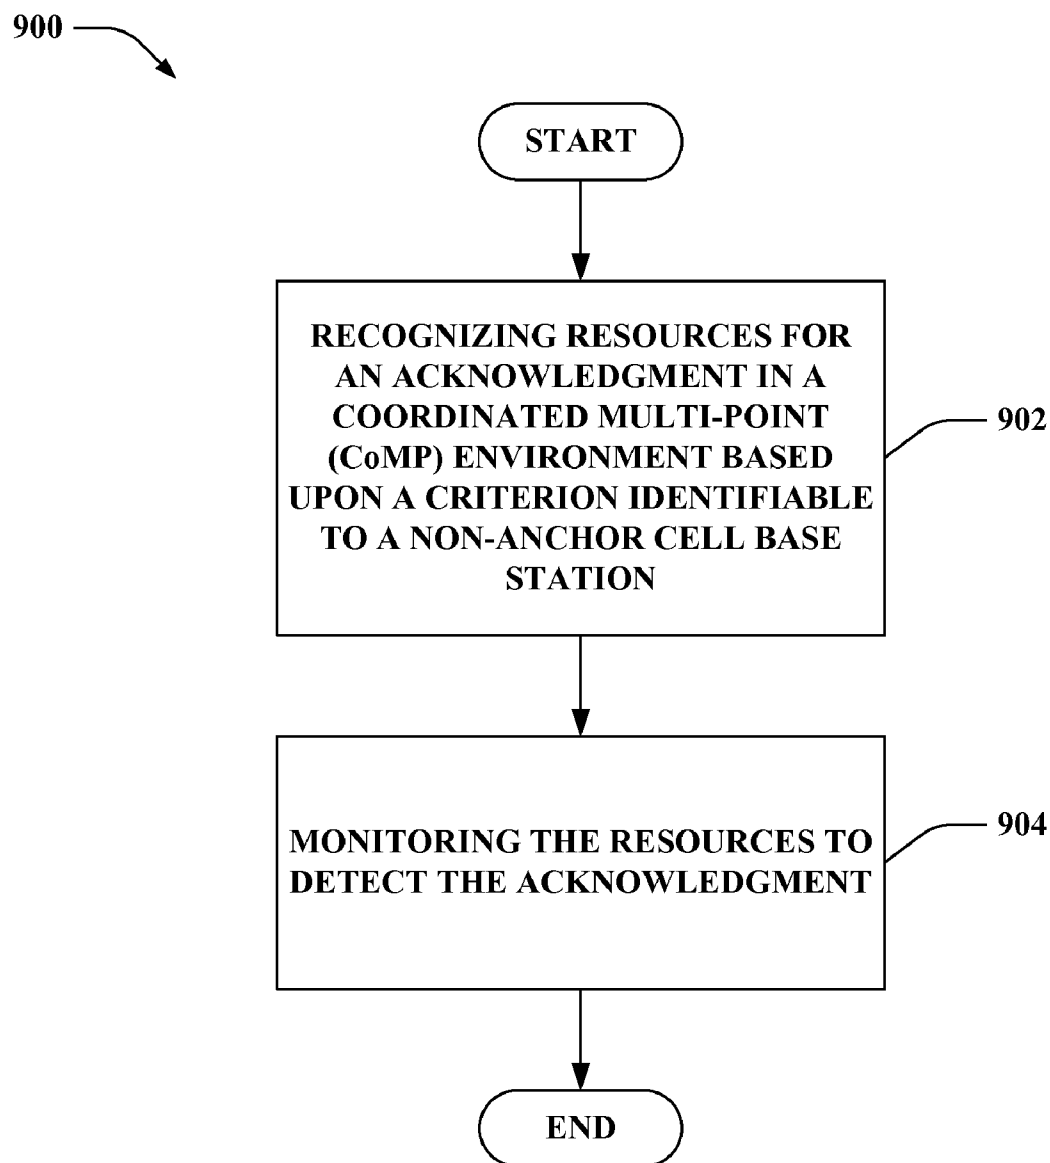 900
START
RECOGNIZING RESOURCES FOR
AN ACKNOWLEDGMENT IN A
COORDINATED MULTI-POINT
(CoMP) ENVIRONMENT BASED
UPON A CRITERION IDENTIFIABLE
TO A NON-ANCHOR CELL BASE
STATION
902
MONITORING THE RESOURCES TO
DETECT THE ACKNOWLEDGMENT
904
END